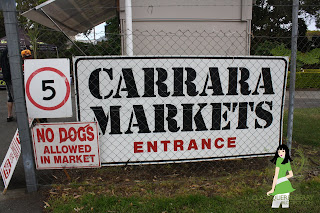 5
CARRARA
MARKETS
ENTRANCE
NO DOGS
ALLOWED IN
MARKET